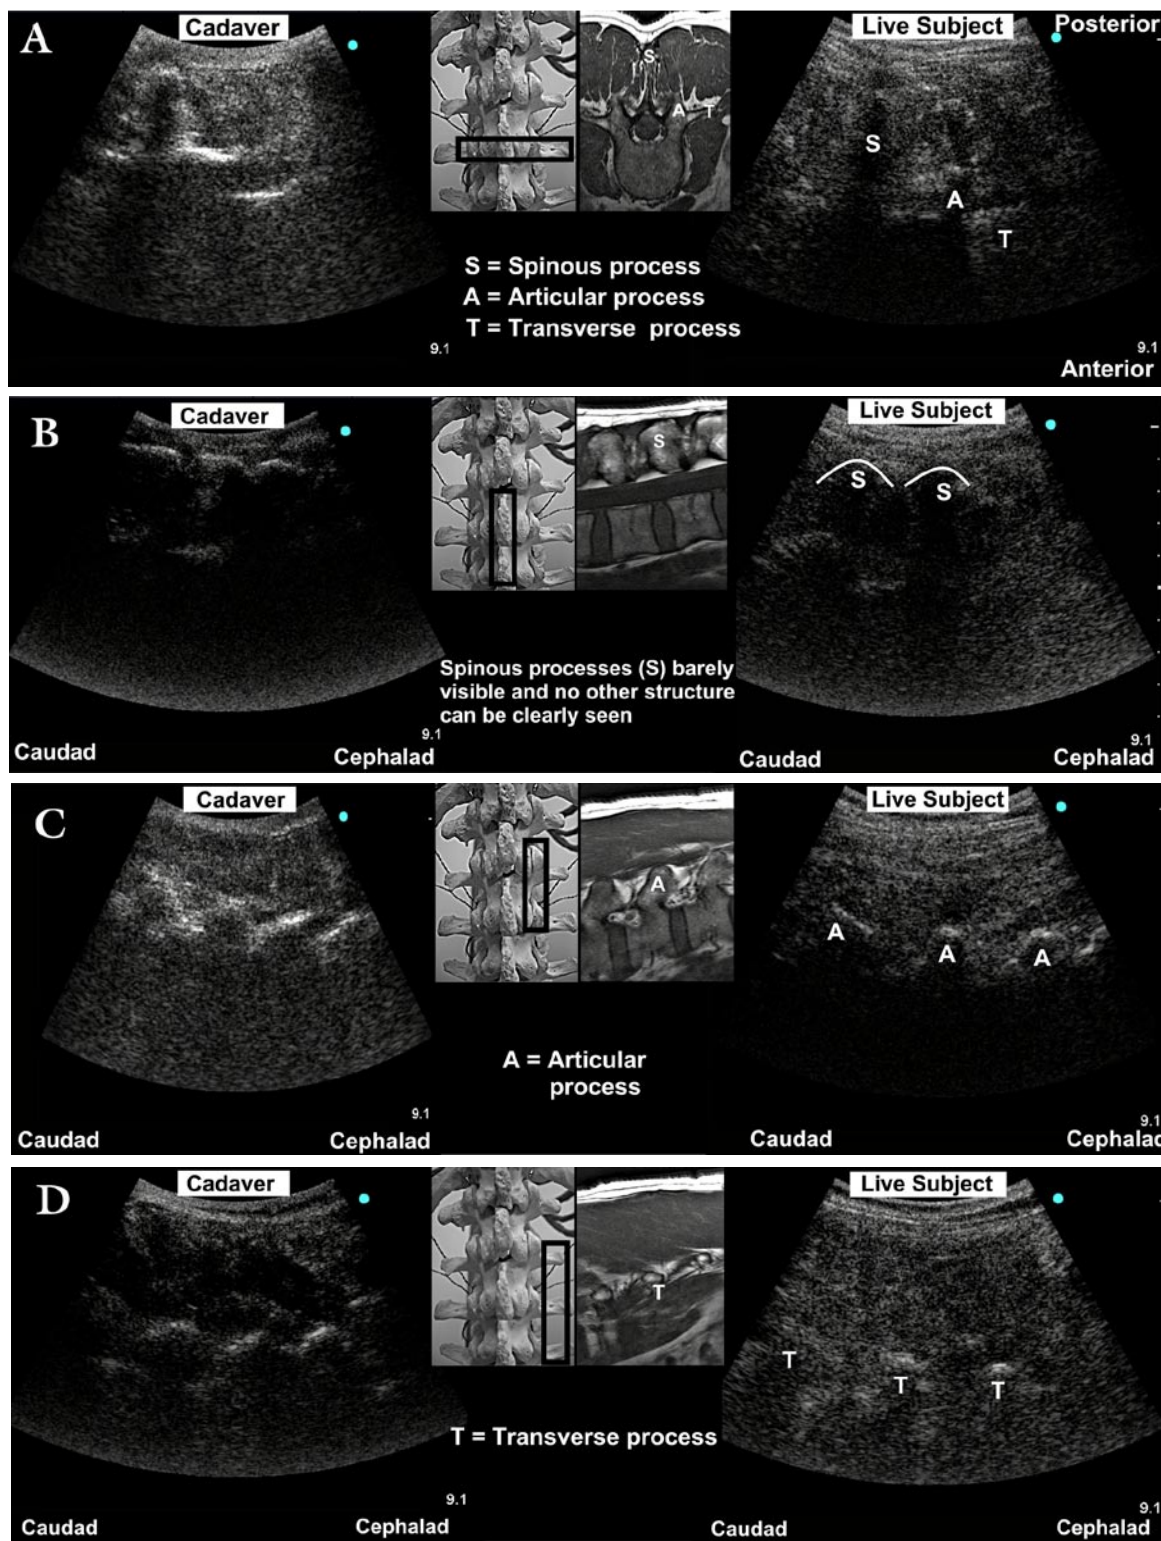 A
Cadaver
Live Subject
Posterior
S
A
T
S
A
T
S = Spinous process
A = Articular process
T = Transverse process
9.1
9.1
Anterior
B
Cadaver
Live Subject
S
S
S
Spinous processes (S) barely
visible and no other structure
can be clearly seen
9.1
9.1
Caudad
Cephalad
Caudad
Cephalad
C
Cadaver
Live Subject
A
A
A
A
A = Articular
process
9.1
9.1
Caudad
Cephalad
Caudad
Cephalad
D
Cadaver
Live Subject
T
T
T
T
T = Transverse process
9.1
9.1
Caudad
Cephalad
Caudad
Cephalad